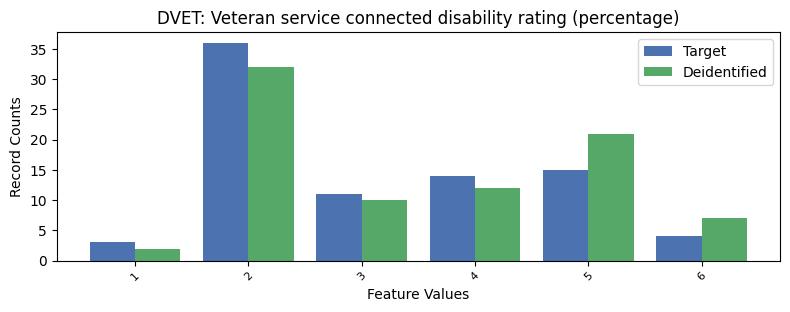 DVET: Veteran service connected disability rating (percentage)
Target
Deidentified
Record Counts
35
30
25
20
15
10
5
0
1 2 3 4 5 6
Feature Values